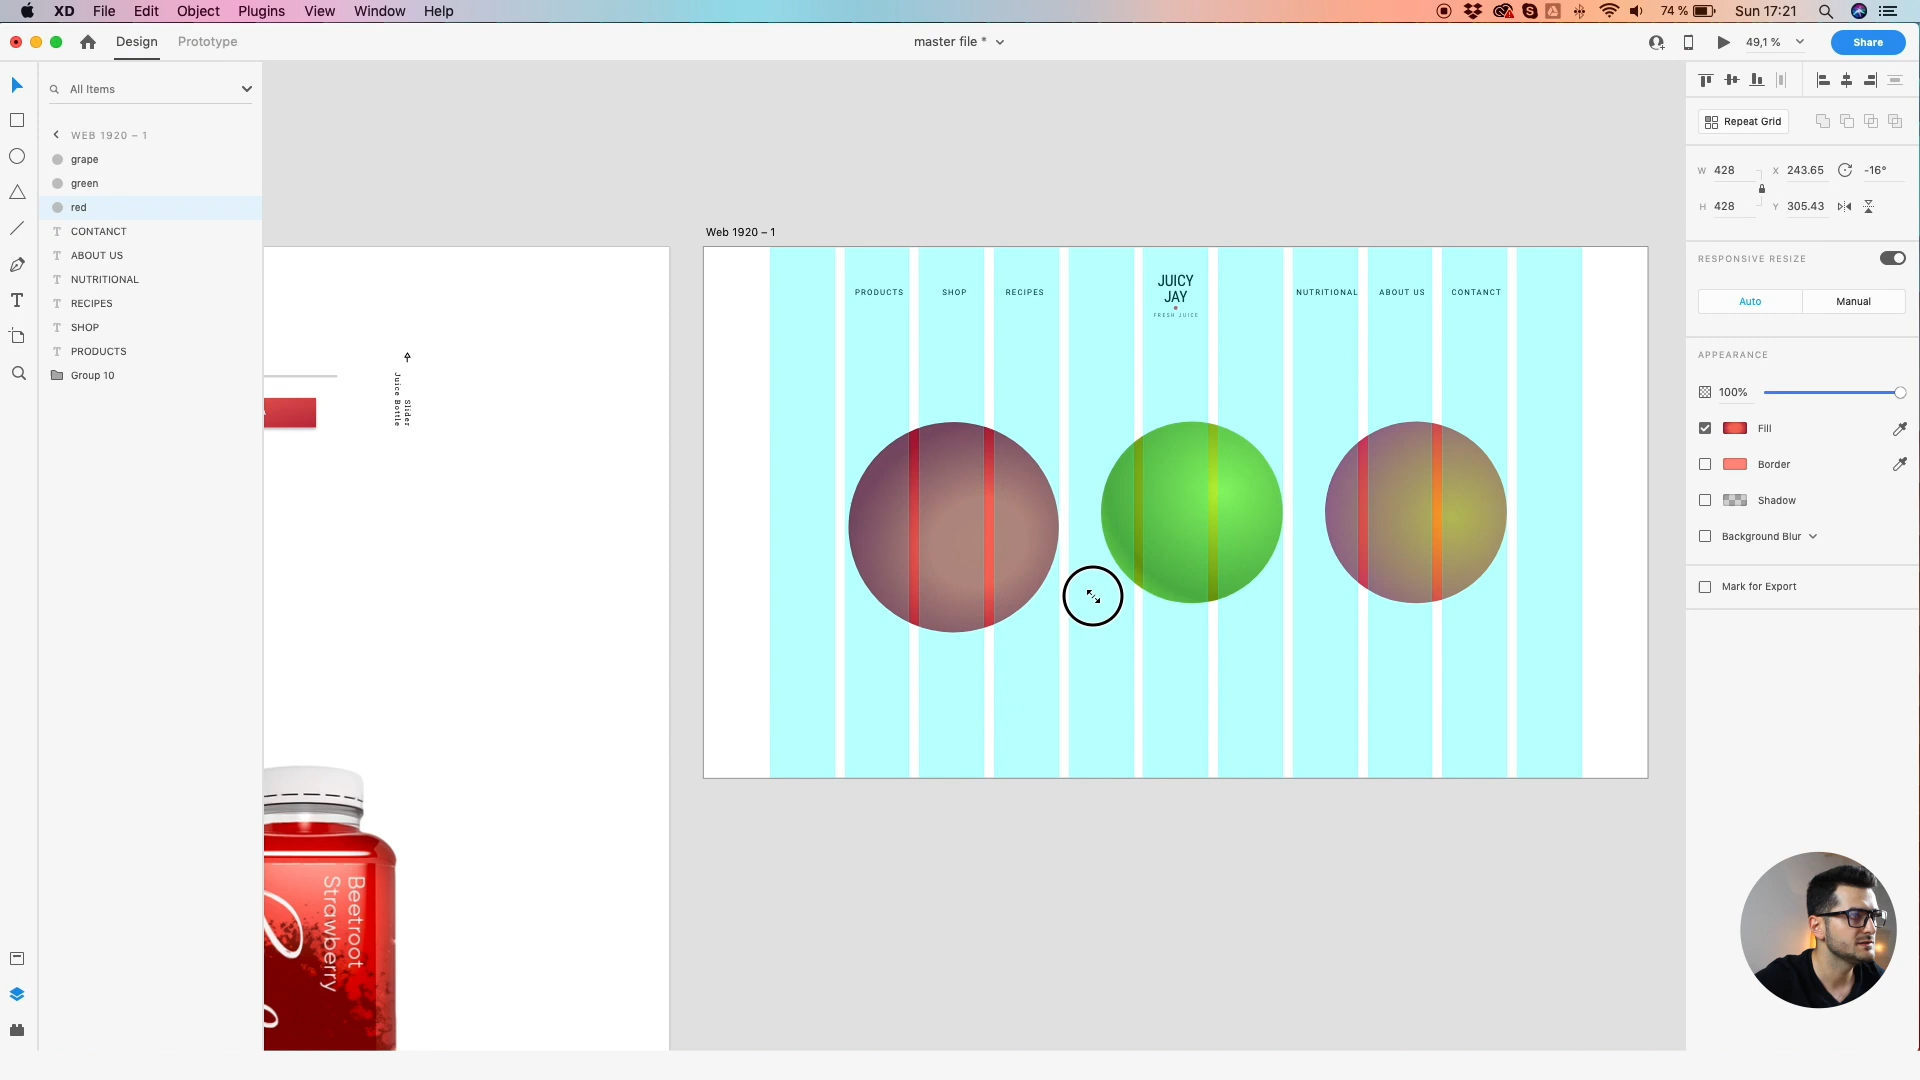 XD File Edit Object Plugins View Window Help
74 % Sun 17:21
Design Prototype
master file *
49,1 %
Share
All Items
WEB 1920 – 1
grape
green
red
CONTANCT
ABOUT US
NUTRITIONAL
RECIPES
SHOP
PRODUCTS
Group 10
Slider
Juice Bottle
Beetroot
Strawberry
Web 1920 – 1
PRODUCTS SHOP RECIPES
JUICY
JAY
FRESH JUICE
NUTRITIONAL ABOUT US CONTANCT
Repeat Grid
W 428 X 243.65 -16°
H 428 Y 305.43
RESPONSIVE RESIZE
Auto Manual
APPEARANCE
100%
Fill
Border
Shadow
Background Blur
Mark for Export